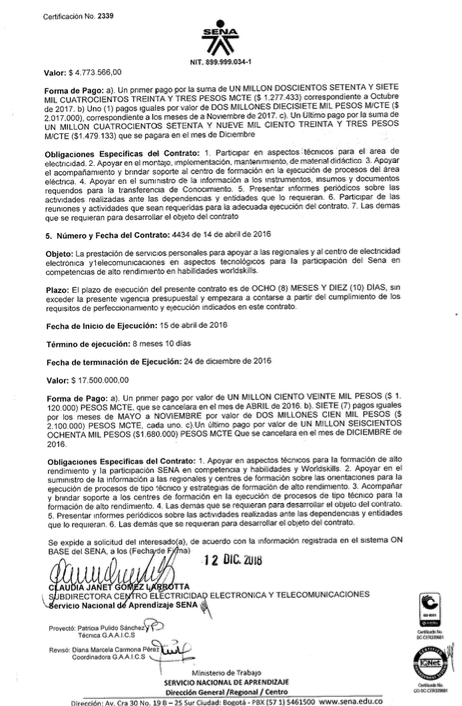 Certificación No. 2339
SENA
NIT. 899.999.034-1
Valor: $ 4.773.566,00
Forma de Pago: a). Un primer pago por la suma de UN MILLON DOSCIENTOS SETENTA Y SIETE
MIL CUATROCIENTOS TREINTA Y TRES PESOS MCTE ($ 1.277.433) correspondiente a Octubre
de 2017. b) Uno (1) pagos iguales por valor de DOS MILLONES DIECISIETE MIL PESOS M/CTE ($
2.017.000), correspondiente a los meses de a Noviembre de 2017. c). Un Último pago por la suma de
UN MILLON CUATROCIENTOS SETENTA Y NUEVE MIL CIENTO TREINTA Y TRES PESOS
M/CTE($1.479.133) que se pagara en el mes de Diciembre
Obligaciones Especificas del Contrato: 1. Participar en aspectos técnicos para el area de
electricidad. 2. Apoyar en el montaje, implementación, mantenimiento, de material didáctico. 3. Apoyar
el acompañamiento y brindar soporte al centro de formación en la ejecución de procesos del área
eléctrica. 4. Apoyar en el suministro de la información a los instrumentos, insumos y documentos
requeridos para la transferencia de Conocimiento. 5. Presentar informes periódicos sobre las
actividades realizadas ante las dependencias y entidades que lo requieran. 6. Participar de las
reuniones y actividades que sean requeridas para la adecuada ejecución del contrato. 7. Las demás
que se requieran para desarrollar el objeto del contrato
5. Número y Fecha del Contrato: 4434 de 14 de abril de 2016
Objeto: La prestación de servicios personales para apoyar a las regionales y al centro de electricidad
electrónica y telecomunicaciones en aspectos tecnológicos para la participación del Sena en
competencias de alto rendimiento en habilidades worldskills.
Plazo: El plazo de ejecución del presente contrato es de OCHO (8) MESES Y DIEZ (10) DIAS, sin
exceder la presente vigencia presupuestal y empezara a contarse a partir del cumplimiento de los
requisitos de perfeccionamiento y ejecución indicados en este contrato.
Fecha de Inicio de Ejecución: 15 de abril de 2016
Término de ejecución: 8 meses 10 días
Fecha de terminación de Ejecución: 24 de diciembre de 2016
Valor: $ 17.500.000,00
Forma de Pago: a). Un primer pago por valor de UN MILLON CIENTO VEINTE MIL PESOS ($ 1.
120.000) PESOS MCTE, que se cancelara en el mes de ABRIL de 2016. b). SIETE (7) pagos iguales
por los meses de MAYO a NOVIEMBRE por valor de DOS MILLONES CIEN MIL PESOS ($
2.100.000) PESOS MCTE, cada uno. c).Un último pago por valor de UN MILLON SEISCIENTOS
OCHENTA MIL PESOS ($1.680.000) PESOS MCTE Que se cancelara en el mes de DICIEMBRE de
2016.
Obligaciones Especificas del Contrato: 1. Apoyar en aspectos técnicos para la formación de alto
rendimiento y la participación SENA en competencia y habilidades y Worldskills. 2. Apoyar en el
suministro de la información a las regionales y centros de formación sobre las orientaciones para la
ejecución de procesos de tipo técnico y estrategias de formación de alto rendimiento. 3. Acompañar
y brindar soporte a los centros de formación en la ejecución de procesos de tipo técnico para la
formación de alto rendimiento. 4. Las demás que se requieran para desarrollar el objeto del contrato.
5. Presentar informes periódicos sobre las actividades realizadas ante las dependencias y entidades
que lo requieran. 6. Las demás que se requieran para desarrollar el objeto del contrato.
Se expide a solicitud del interesado(a), de acuerdo con la información registrada en el sistema ON
BASE del SENA, a los (Fecha de Firma)
12 DIC. 2018
CLAUDIA JANET GOMEZ LARROTTA
SUBDIRECTORA CENTRO ELECTRICIDAD ELECTRONICA Y TELECOMUNICACIONES
Servicio Nacional de Aprendizaje SENA
Proyectó: Patricia Pulido Sánchez
Técnica G.A.A.I.C.S
Revisó: Diana Marcela Carmona Pérez
Coordinadora G.A.A.I.C.S
Ministerio de Trabajo
SERVICIO NACIONAL DE APRENDIZAJE
Dirección General /Regional / Centro
Dirección: Av. Cra 30 No. 19 B – 25 Sur Ciudad: Bogotá - PBX (57 1) 5461500 www.sena.edu.co
Certificado No.
IQNet
Certificado No.